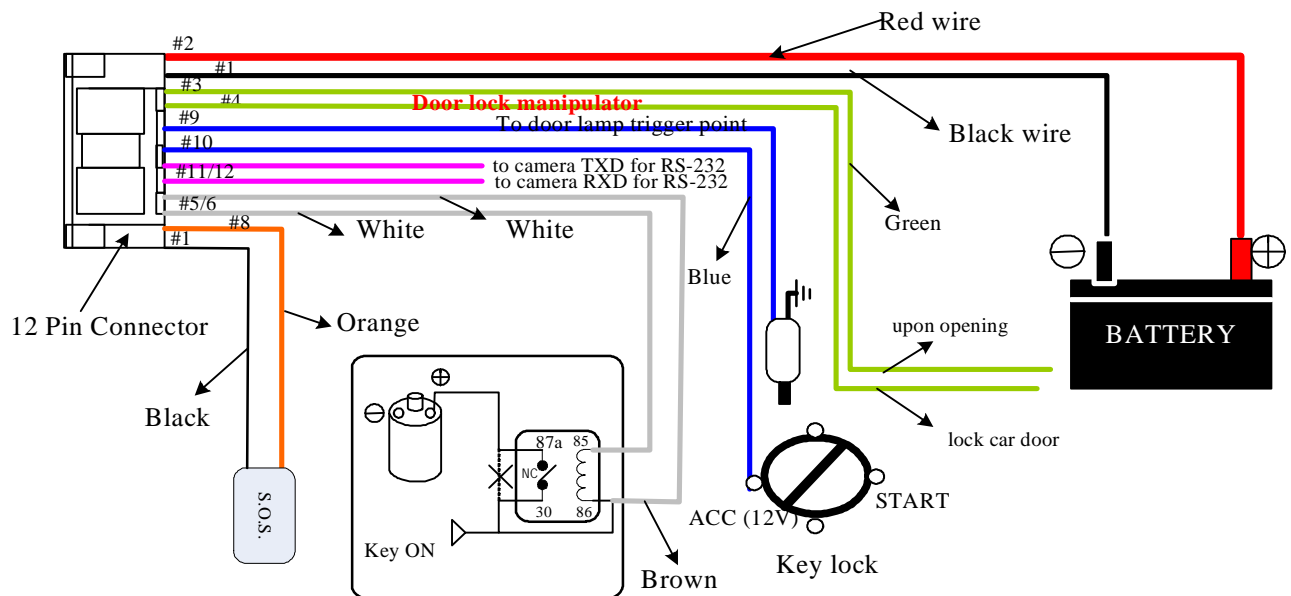 Red wire
#2
#1
#3
#4
Door lock manipulator
#9
To door lamp trigger point
Black wire
#10
to camera TXD for RS-232
#11/12
to camera RXD for RS-232
#5/6
White
White
Green
#8
#1
Blue
12 Pin Connector
Orange
upon opening
BATTERY
Black
lock car door
87a
85
NC
S.O.S.
30
86
ACC (12V)
START
Key ON
Key lock
Brown